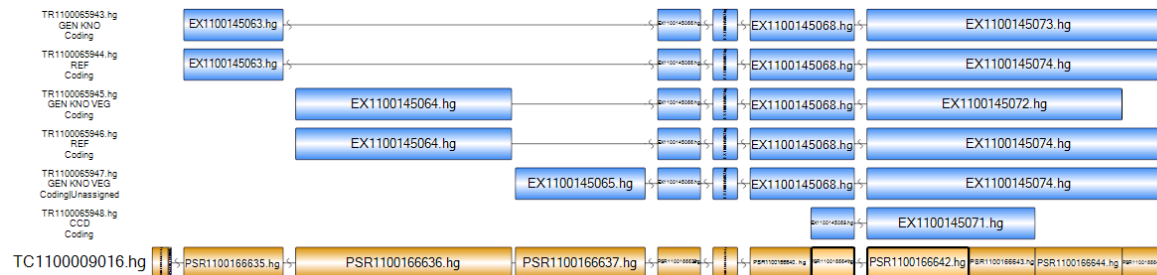 TR1100065943.hg
GEN KNO
Coding
EX1100145063.hg
EX1100145068.hg
EX1100145073.hg
TR1100065944.hg
REF
Coding
EX1100145063.hg
EX1100145068.hg
EX1100145074.hg
TR1100065945.hg
GEN KNO VEG
Coding
EX1100145064.hg
EX1100145068.hg
EX1100145072.hg
TR1100065946.hg
REF
Coding
EX1100145064.hg
EX1100145068.hg
EX1100145074.hg
TR1100065947.hg
GEN KNO VEG
Coding|Unassigned
EX1100145065.hg
EX1100145068.hg
EX1100145074.hg
TR1100065948.hg
CCD
Coding
EX1100145071.hg
TC1100009016.hg
PSR1100166635.hg
PSR1100166636.hg
PSR1100166637.hg
PSR1100166642.hg
PSR1100166643.hg
PSR1100166644.hg